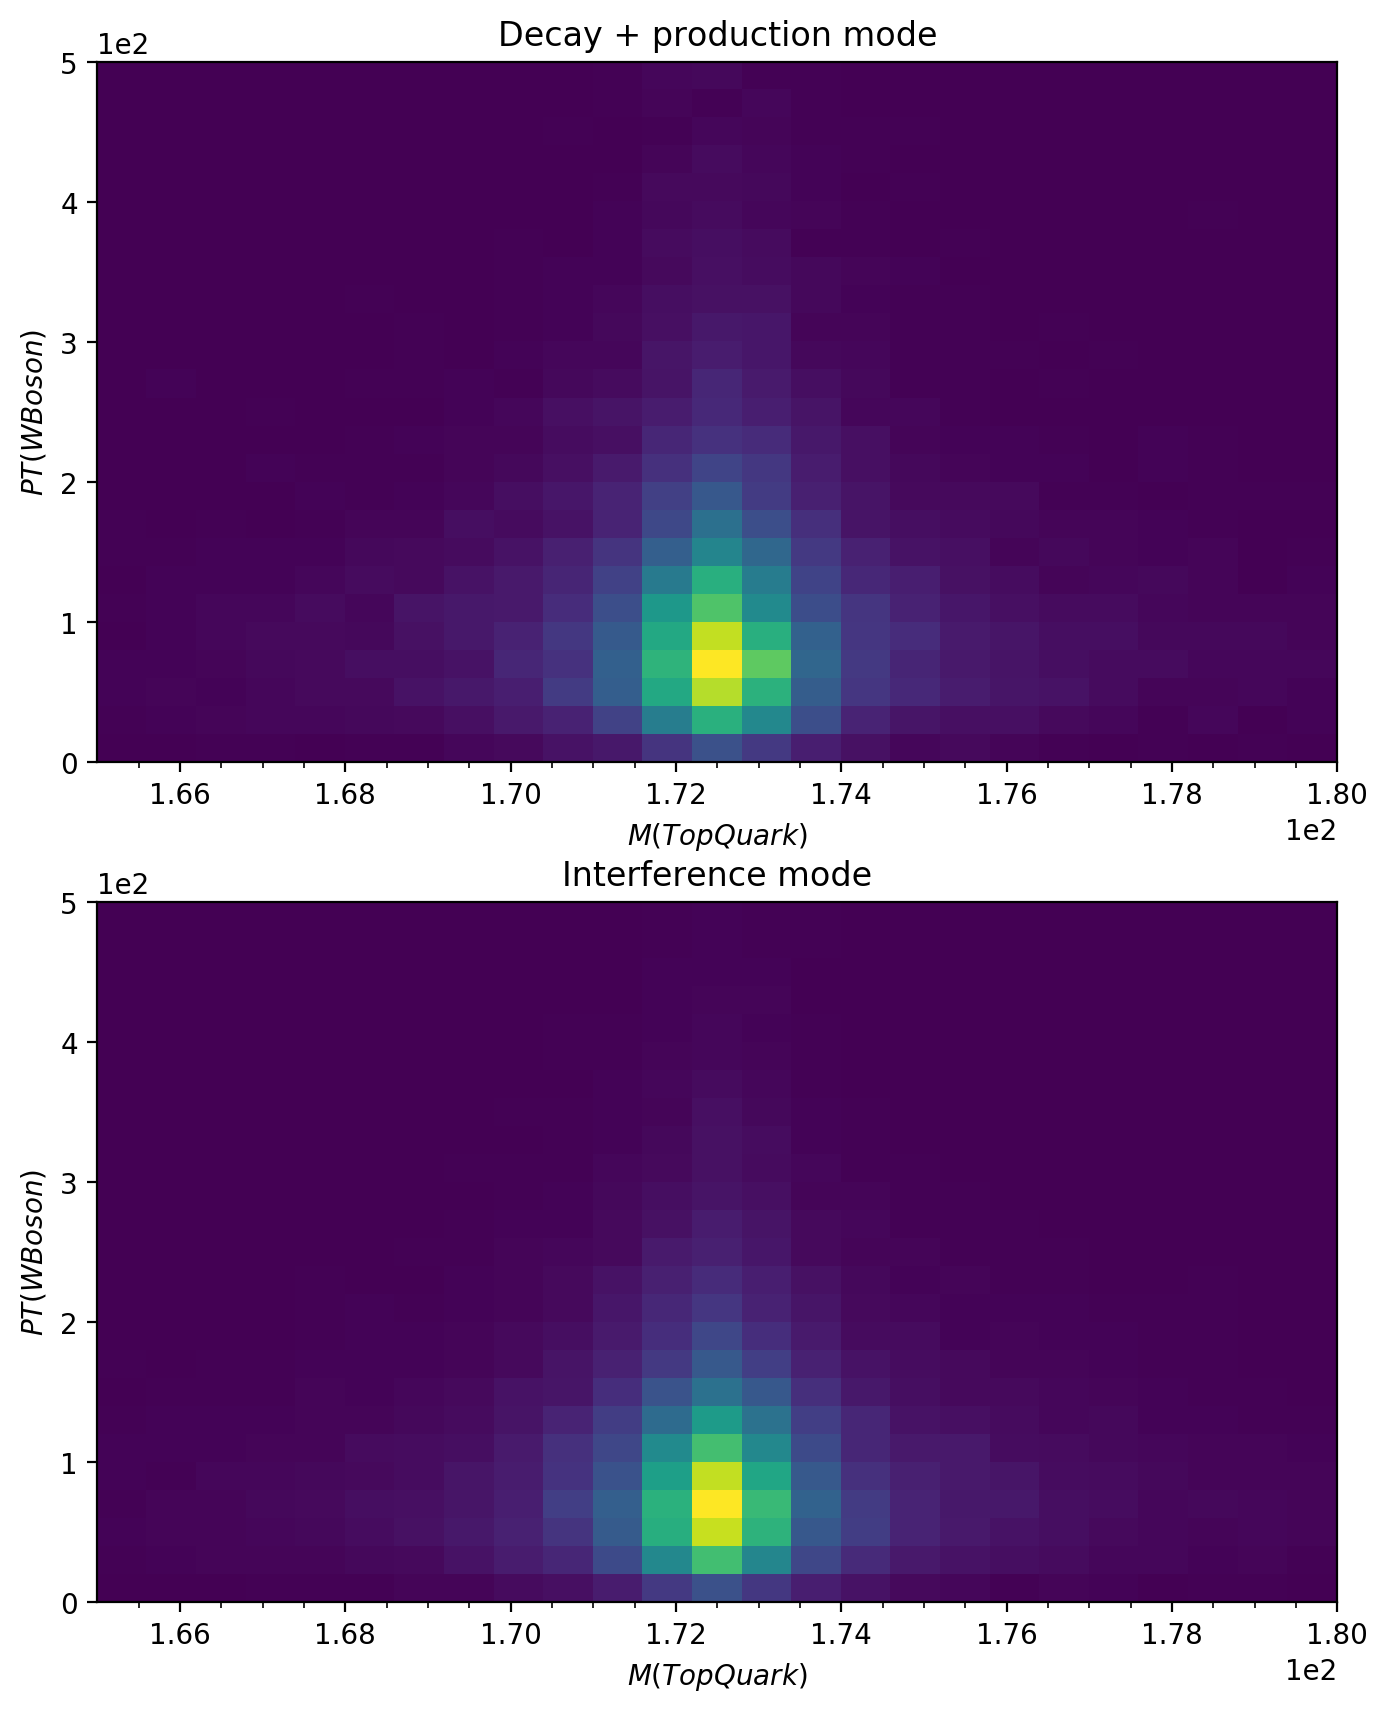 Decay + production mode
1e2
5
4
3
2
1
0
PT(WBoson)
1.66 1.68 1.70 1.72 1.74 1.76 1.78 1.80
1e2
M(TopQuark)
Interference mode
1e2
5
4
3
2
1
0
PT(WBoson)
1.66 1.68 1.70 1.72 1.74 1.76 1.78 1.80
1e2
M(TopQuark)